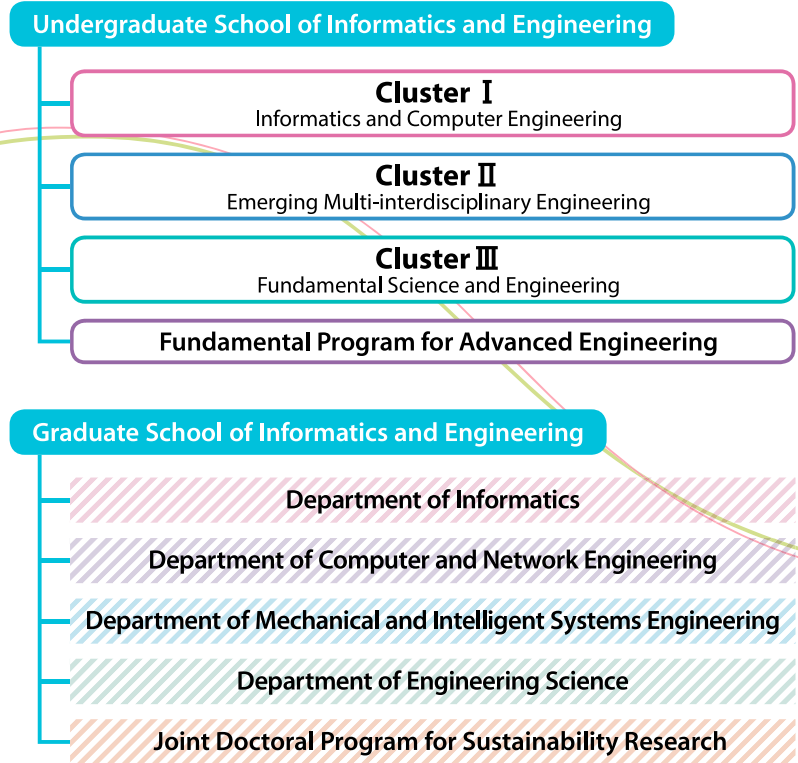 Undergraduate School of Informatics and Engineering
Cluster Ⅰ
Informatics and Computer Engineering
Cluster Ⅱ
Emerging Multi-interdisciplinary Engineering
Cluster Ⅲ
Fundamental Science and Engineering
Fundamental Program for Advanced Engineering
Graduate School of Informatics and Engineering
Department of Informatics
Department of Computer and Network Engineering
Department of Mechanical and Intelligent Systems Engineering
Department of Engineering Science
Joint Doctoral Program for Sustainability Research